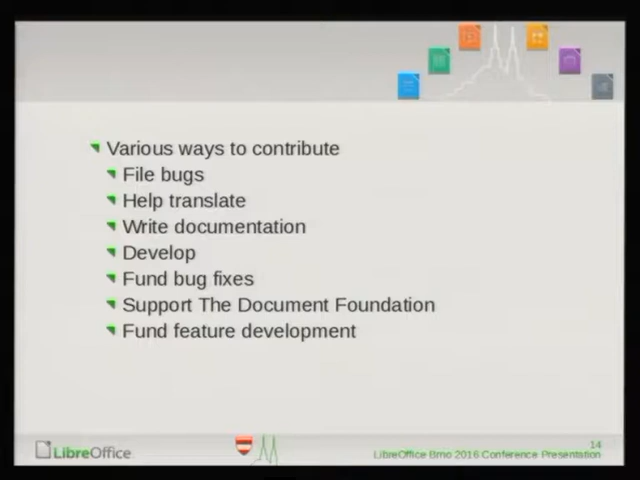 Various ways to contribute
File bugs
Help translate
Write documentation
Develop
Fund bug fixes
Support The Document Foundation
Fund feature development
LibreOffice
14
LibreOffice Brno 2016 Conference Presentation